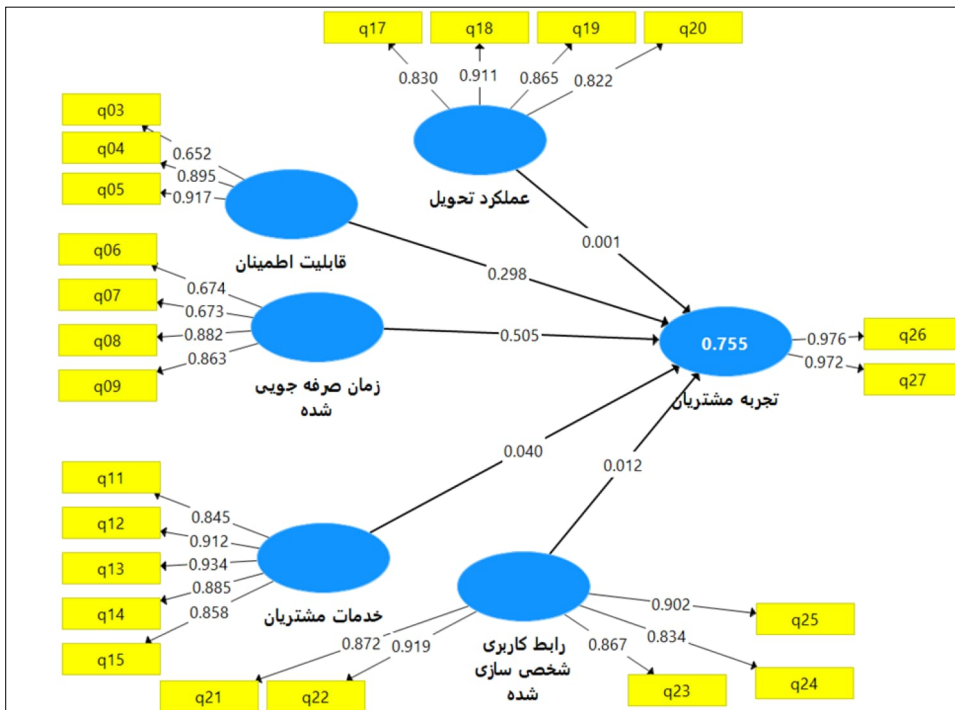 q17
q18
q19
q20
0.830
0.911
0.865
0.822
عملکرد تحویل
q03
q04
q05
0.652
0.895
0.917
قابلیت اطمینان
q06
q07
q08
q09
0.674
0.673
0.882
0.863
زمان صرفه جویی
شده
0.001
0.298
0.505
0.040
0.012
0.755
تجربه مشتریان
0.976
0.972
q26
q27
q11
q12
q13
q14
q15
0.845
0.912
0.934
0.885
0.858
خدمات مشتریان
رابط کاربری
شخصی سازی
شده
0.872
0.919
0.867
0.834
0.902
q21
q22
q23
q24
q25